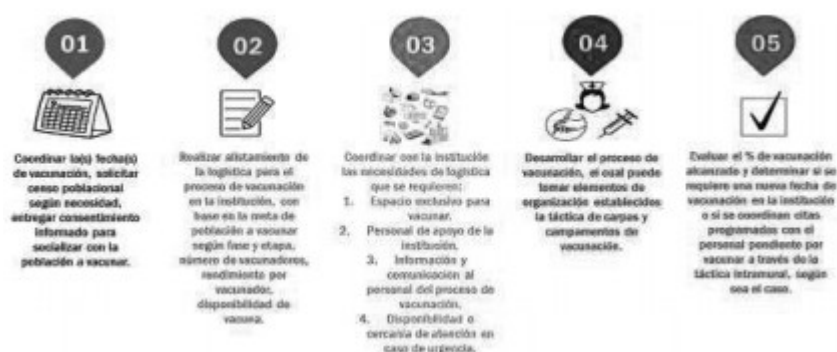 01
Coordinar la(s) fecha(s)
de vacunación, solicitar
censo poblacional
según necesidad,
entregar consentimiento
informado para
socializar con la
población a vacunar.
02
Realizar alistamiento de
la logística para el
proceso de vacunación
en la institución, con
base en la meta de
población a vacunar
según fase y etapa,
número de vacunadores,
rendimiento por
vacunador,
disponibilidad de
vacuna.
03
Coordinar con la institución
las necesidades de logística
que se requieren:
1. Espacio exclusivo para
vacunar.
2. Personal de apoyo de la
institución.
3. Información y
comunicación al
personal del proceso de
vacunación.
4. Disponibilidad o
cercanía de atención en
caso de urgencia.
04
Desarrollar el proceso de
vacunación, el cual puede
tomar elementos de
organización establecidos
la táctica de carpas y
campamentos de
vacunación.
05
Evaluar el % de vacunación
alcanzado y determinar si se
requiere una nueva fecha de
vacunación en la institución
o si se coordinan citas
programadas con el
personal pendiente por
vacunar a través de la
táctica intramural, según
sea el caso.